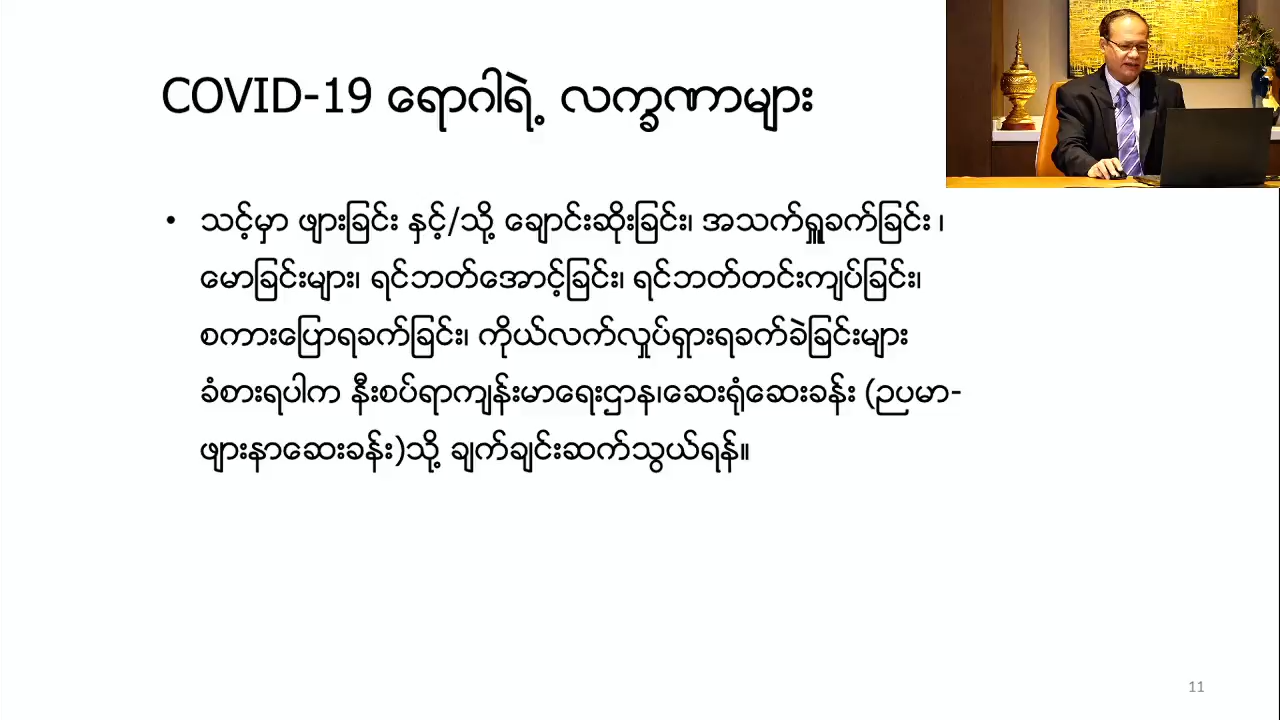 COVID-19 ရောဂါရဲ့ လက္ခဏာများ
• သင့်မှာ ဖျားခြင်း နှင့်/သို့ ချောင်းဆိုးခြင်း၊ အသက်ရှူခက်ခြင်း ၊
မောခြင်းများ၊ ရင်ဘတ်အောင့်ခြင်း၊ ရင်ဘတ်တင်းကျပ်ခြင်း၊
စကားပြောရခက်ခြင်း၊ ကိုယ်လက်လှုပ်ရှားရခက်ခဲခြင်းများ
ခံစားရပါက နီးစပ်ရာကျန်းမာရေးဌာန၊ဆေးရုံဆေးခန်း (ဥပမာ-
ဖျားနာဆေးခန်း)သို့ ချက်ချင်းဆက်သွယ်ရန်။
11